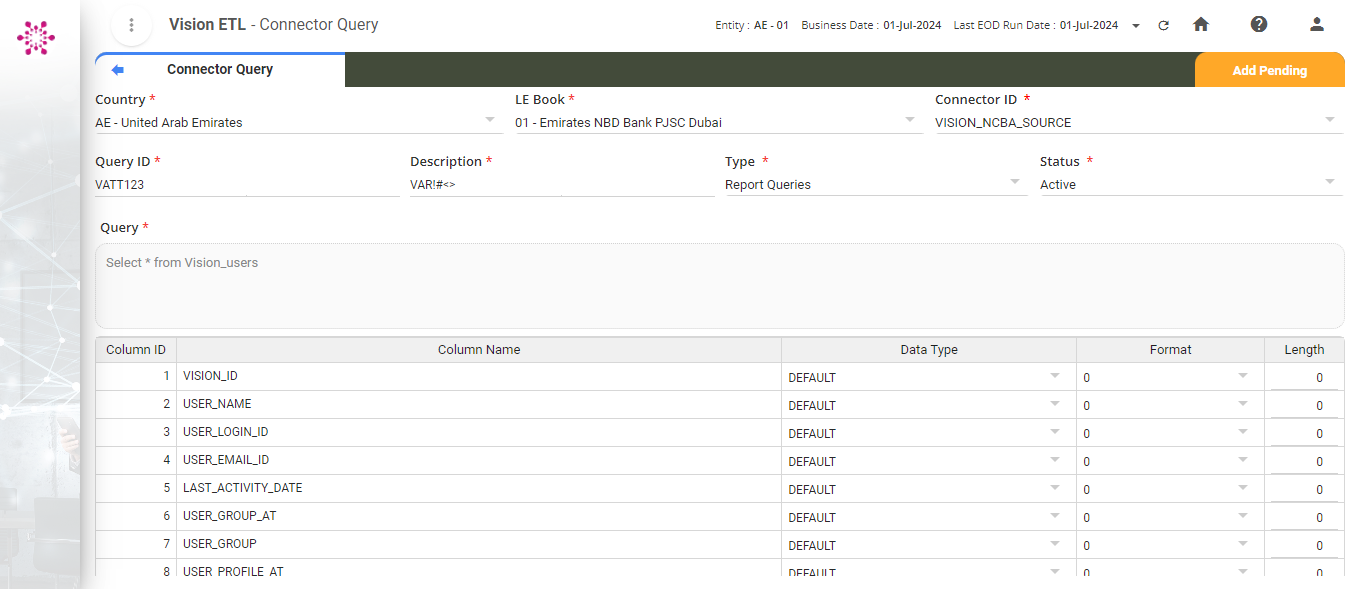 Vision ETL - Connector Query
Entity : AE - 01 Business Date : 01-Jul-2024 Last EOD Run Date : 01-Jul-2024
Connector Query
Add Pending
Country * LE Book * Connector ID *
AE - United Arab Emirates 01 - Emirates NBD Bank PJSC Dubai VISION_NCBA_SOURCE
Query ID * Description * Type * Status *
VATT123 VAR!#<> Report Queries Active
Query *
Select * from Vision_users
Column ID Column Name Data Type Format Length
1 VISION_ID DEFAULT 0 0
2 USER_NAME DEFAULT 0 0
3 USER_LOGIN_ID DEFAULT 0 0
4 USER_EMAIL_ID DEFAULT 0 0
5 LAST_ACTIVITY_DATE DEFAULT 0 0
6 USER_GROUP_AT DEFAULT 0 0
7 USER_GROUP DEFAULT 0 0
8 USER_PROFILE_AT DEFAULT 0 0